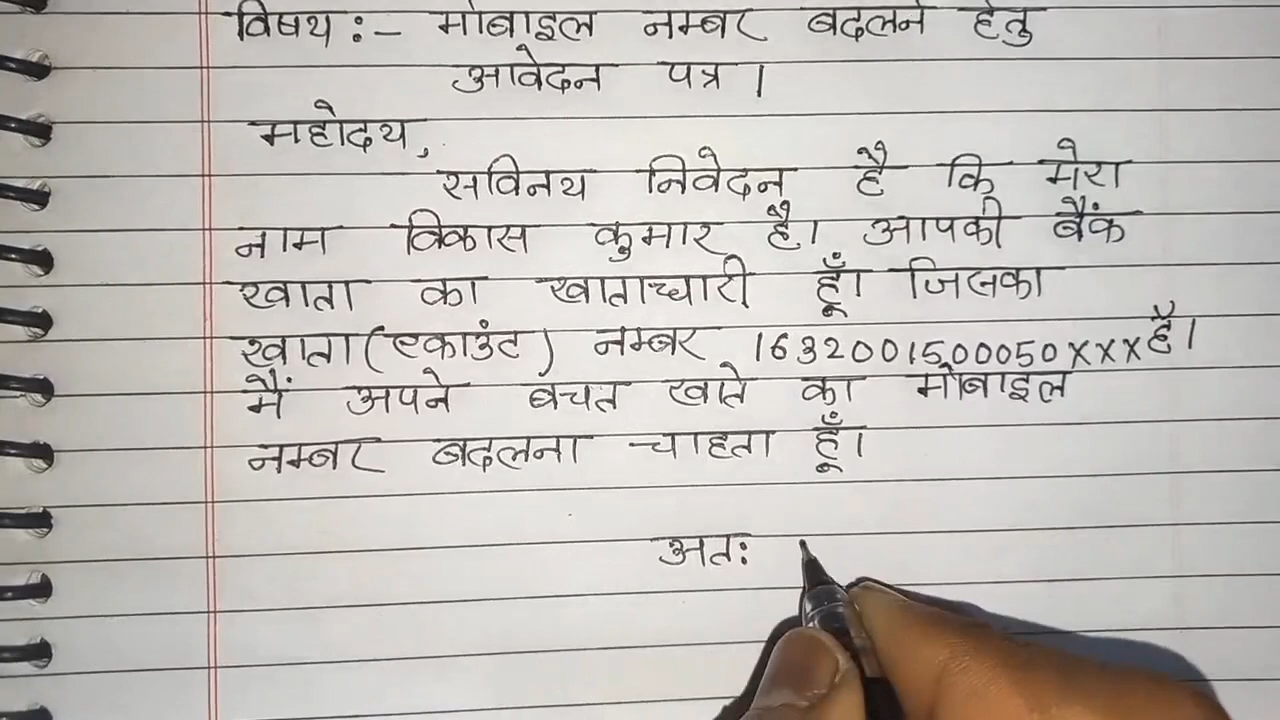 विषय :- मोबाइल नम्बर बदलने हेतु
आवेदन पत्र ।
महोदय,
सविनय निवेदन है कि मेरा
नाम विकास कुमार है। आपकी बैंक
खाता का खाताधारी हूँ। जिसका
खाता (एकाउंट) नम्बर 1632001500050xxx है।
मैं अपने बचत खाते का मोबाइल
नम्बर बदलना चाहता हूँ।
अतः